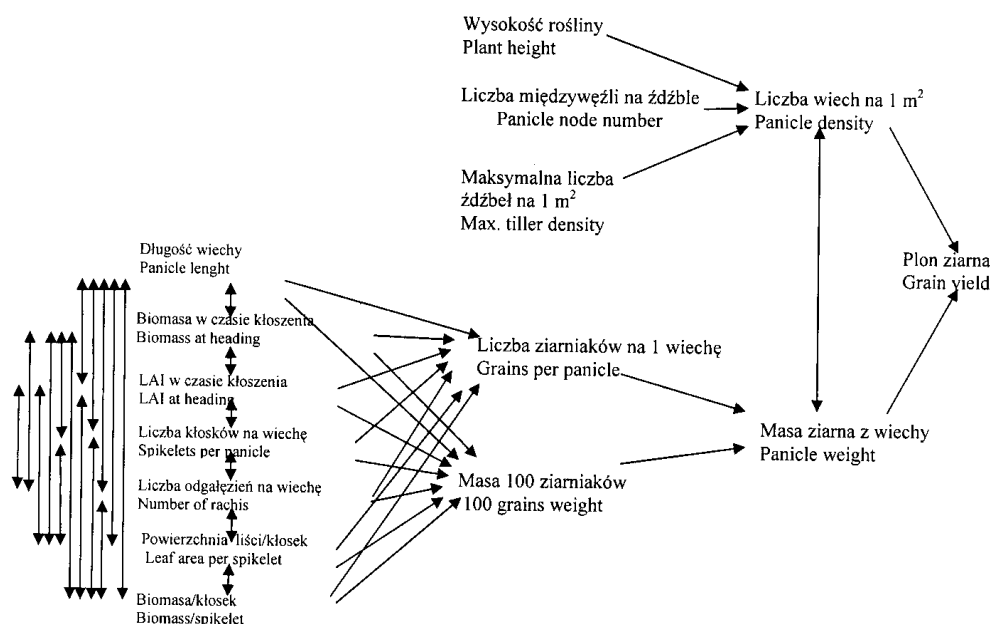 Wysokość rośliny
Plant height
Liczba międzywęźli na źdźble
Panicle node number
Maksymalna liczba
źdźbeł na 1 m²
Max. tiller density
Liczba wiech na 1 m²
Panicle density
Plon ziarna
Grain yield
Długość wiechy
Panicle lenght
Biomasa w czasie kłoszenia
Biomass at heading
LAI w czasie kłoszenia
LAI at heading
Liczba kłosków na wiechę
Spikelets per panicle
Liczba odgałęzień na wiechę
Number of rachis
Powierzchnia liści/kłosek
Leaf area per spikelet
Biomasa/kłosek
Biomass/spikelet
Liczba ziarniaków na 1 wiechę
Grains per panicle
Masa 100 ziarniaków
100 grains weight
Masa ziarna z wiechy
Panicle weight